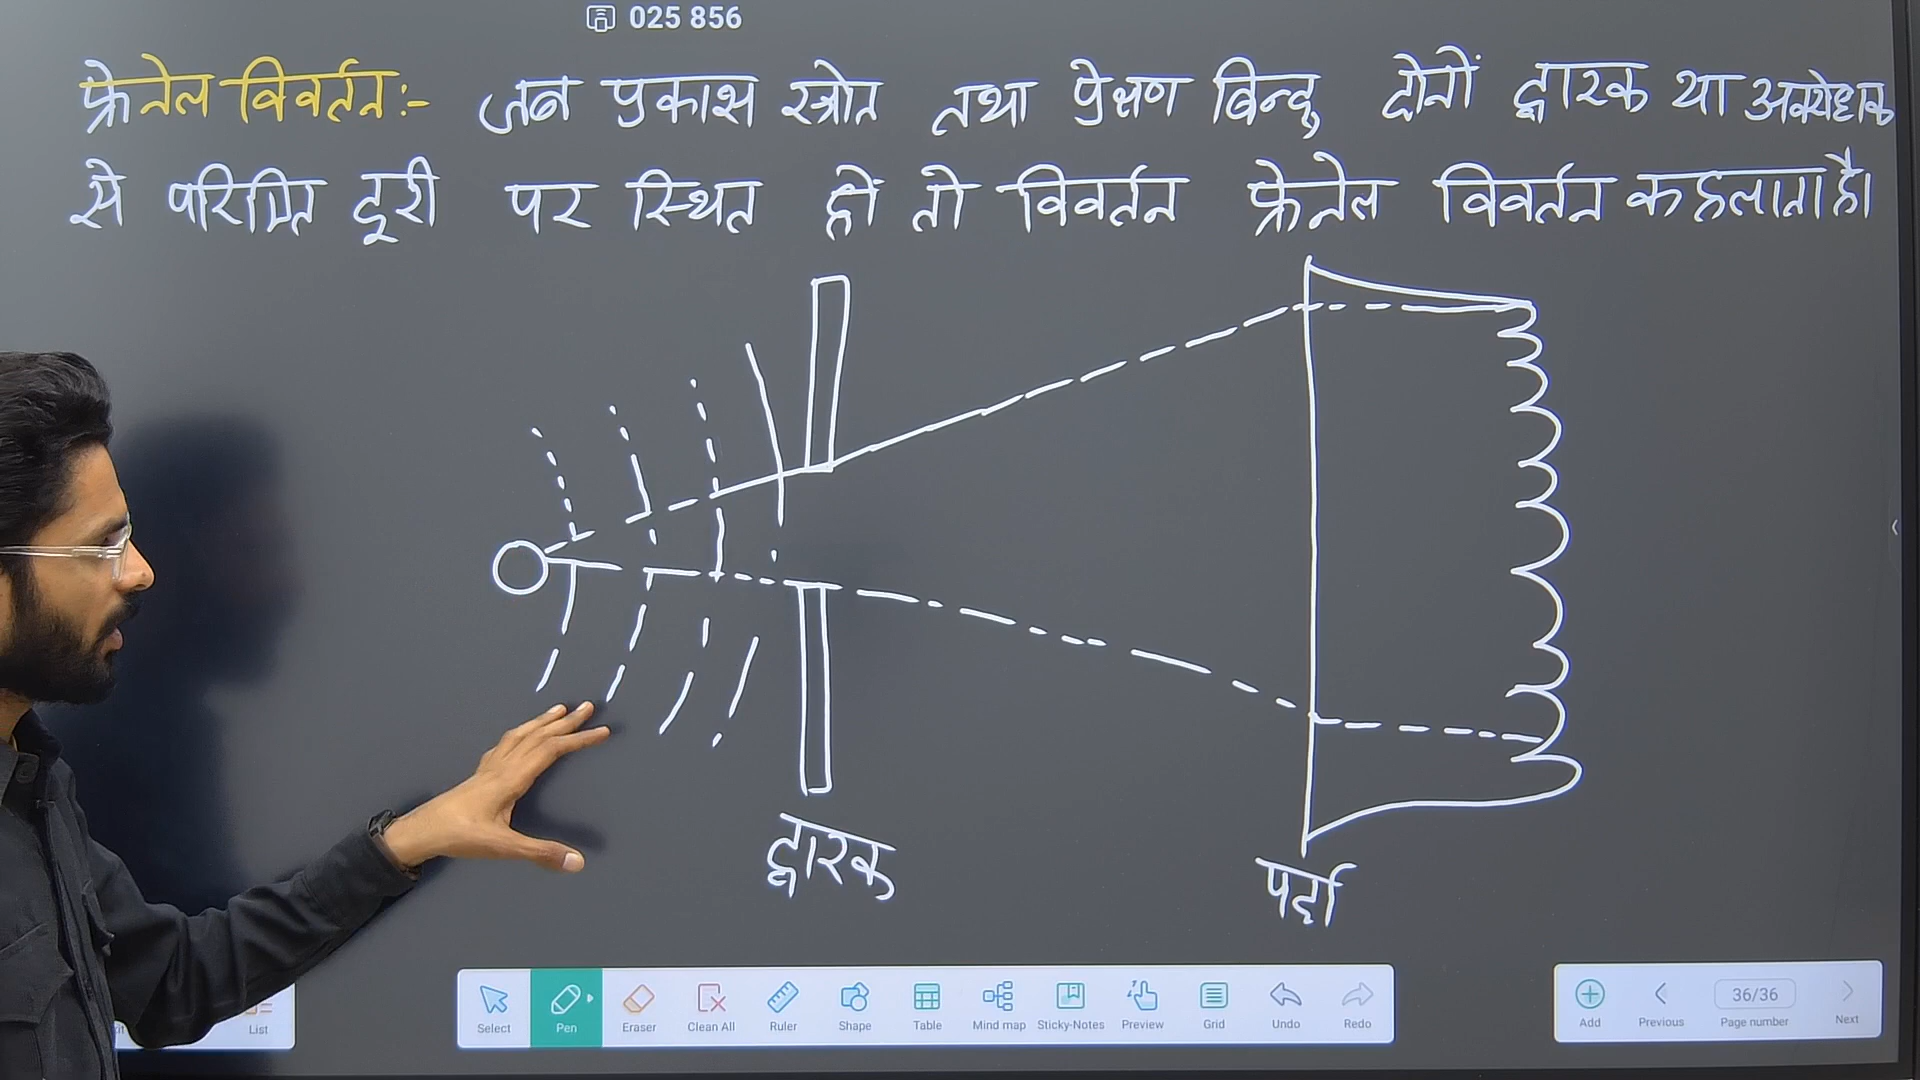 025 856
फ्रेनेल विवर्तन:- जब प्रकाश स्त्रोत तथा प्रेक्षण बिन्दु दोनों द्वारक या अवरोधक
से परिमित दूरी पर स्थित हो तो विवर्तन फ्रेनेल विवर्तन कहलाता है।
द्वारक
पर्दा
List
Select Pen Eraser Clean All Ruler Shape Table Mind map Sticky-Notes Preview Grid Undo Redo
36/36
Add Previous Page number Next